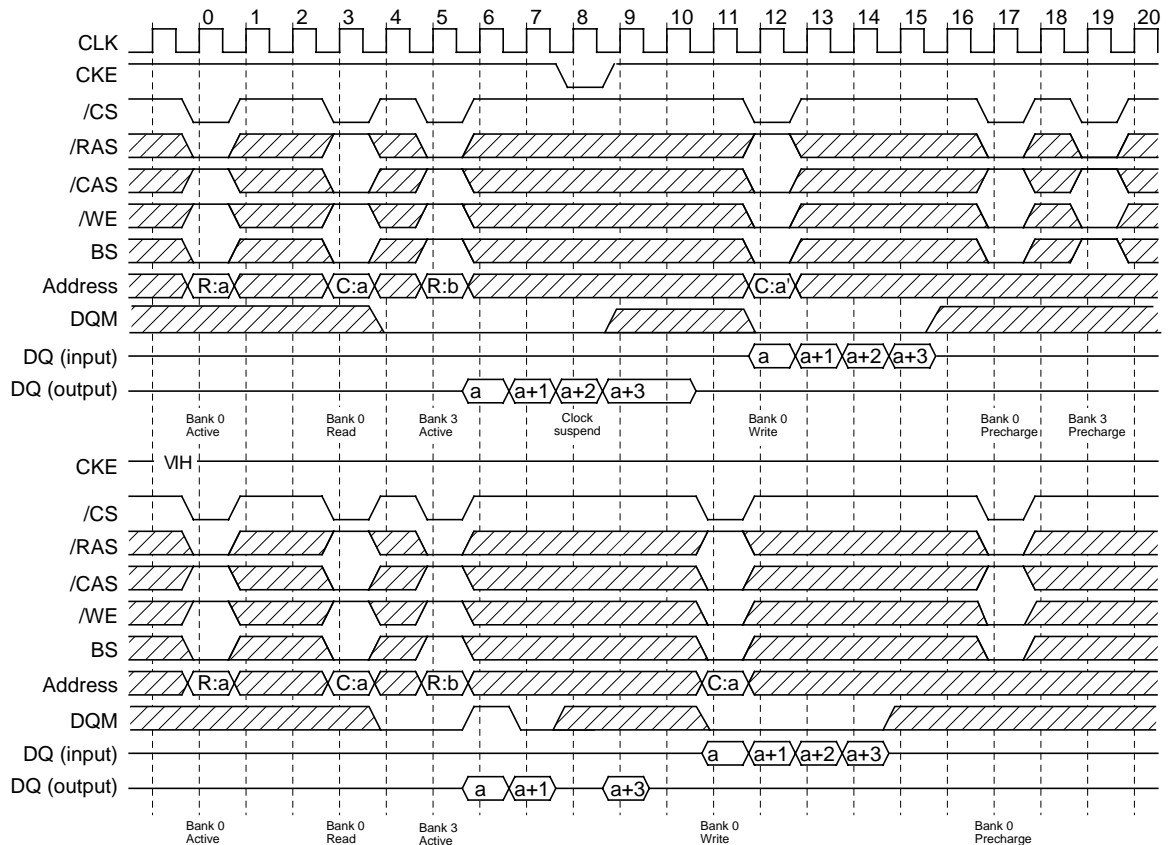 0 1 2 3 4 5 6 7 8 9 10 11 12 13 14 15 16 17 18 19 20
CLK
CKE
/CS
/RAS
/CAS
/WE
BS
Address R:a C:a R:b C:a'
DQM
DQ (input) a a+1 a+2 a+3
DQ (output) a a+1 a+2 a+3
Bank 0 Bank 0 Bank 3 Clock Bank 0 Bank 0 Bank 3
Active Read Active suspend Write Precharge Precharge
CKE VIH
/CS
/RAS
/CAS
/WE
BS
Address R:a C:a R:b C:a
DQM
DQ (input) a a+1 a+2 a+3
DQ (output) a a+1 a+3
Bank 0 Bank 0 Bank 3 Bank 0 Bank 0
Active Read Active Write Precharge